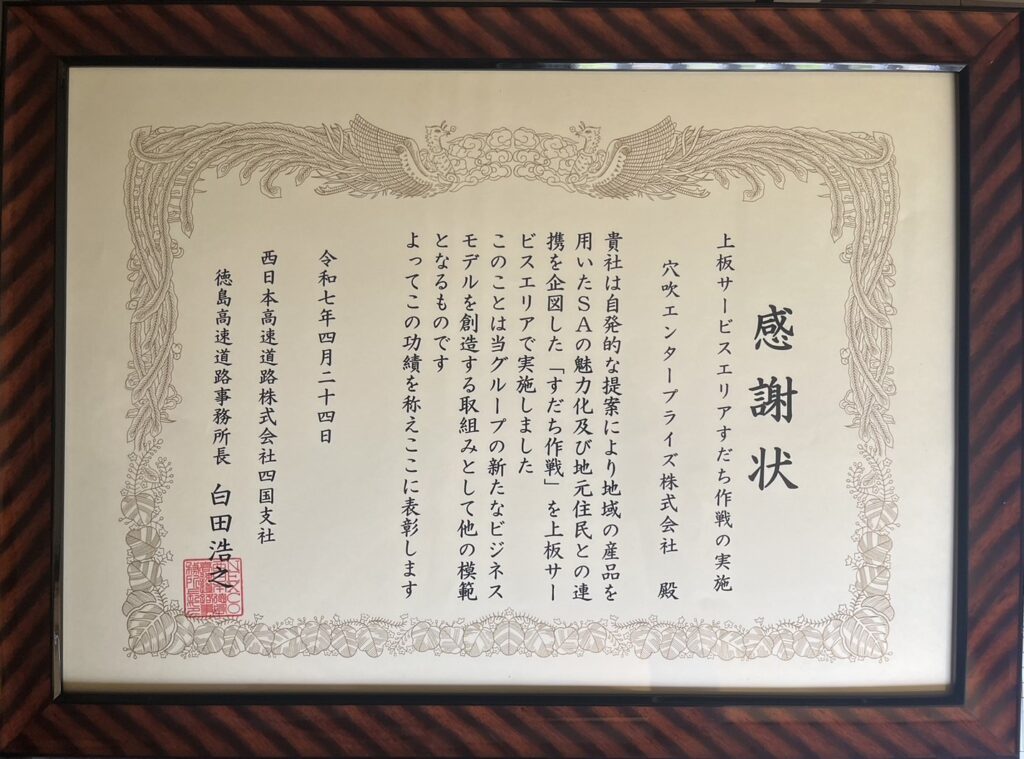 感謝状
上板サービスエリアすだち作戦の実施
穴吹エンタープライズ株式会社 殿
貴社は自発的な提案により地域の産品を
用いたSAの魅力化及び地元住民との連
携を企図した「すだち作戦」を上板サー
ビスエリアで実施しました
このことは当グループの新たなビジネス
モデルを創造する取組みとして他の模範
となるものです
よってこの功績を称えここに表彰します
令和七年四月二十四日
西日本高速道路株式会社四国支社
徳島高速道路事務所長 白田浩之